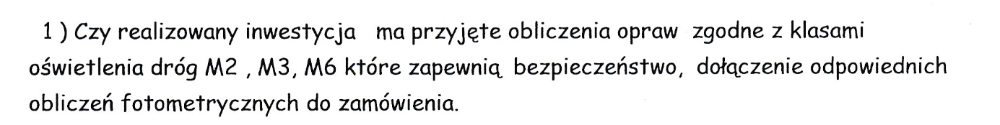 1 ) Czy realizowany inwestycja ma przyjęte obliczenia opraw zgodne z klasami
oświetlenia dróg M2 , M3, M6 które zapewnią bezpieczeństwo, dołączenie odpowiednich
obliczeń fotometrycznych do zamówienia.